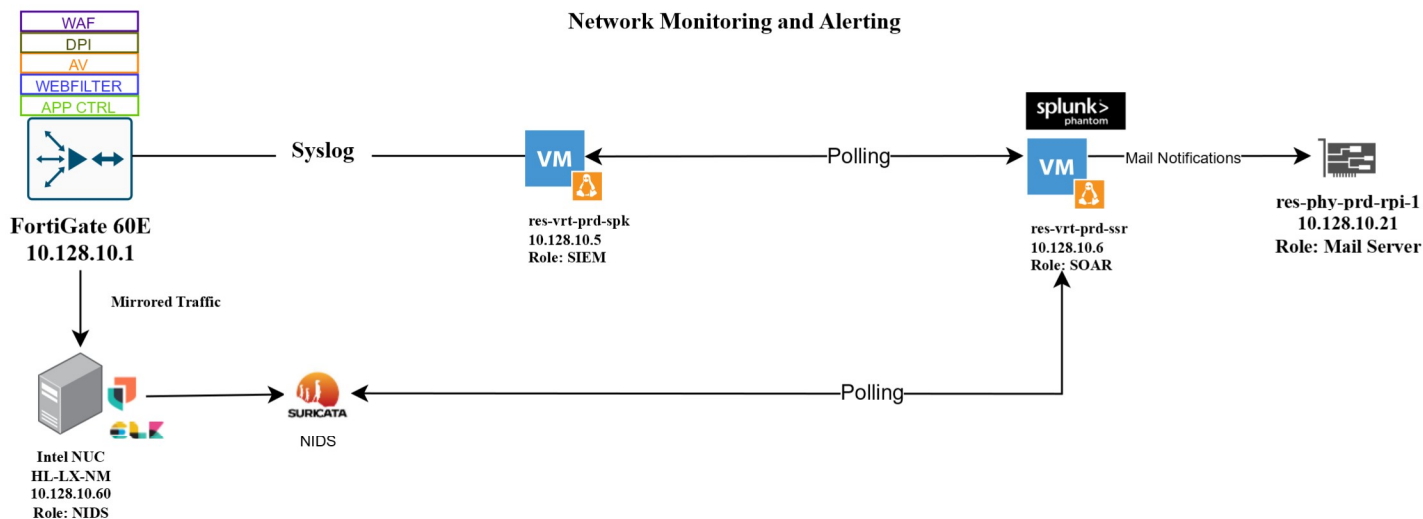 Network Monitoring and Alerting
WAF
DPI
AV
WEBFILTER
APP CTRL
FortiGate 60E
10.128.10.1
Syslog
VM
res-vrt-prd-spk
10.128.10.5
Role: SIEM
Polling
splunk>
phantom
VM
res-vrt-prd-ssr
10.128.10.6
Role: SOAR
Mail Notifications
res-phy-prd-rpi-1
10.128.10.21
Role: Mail Server
Mirrored Traffic
elk
Intel NUC
HL-LX-NM
10.128.10.60
Role: NIDS
SURICATA
NIDS
Polling